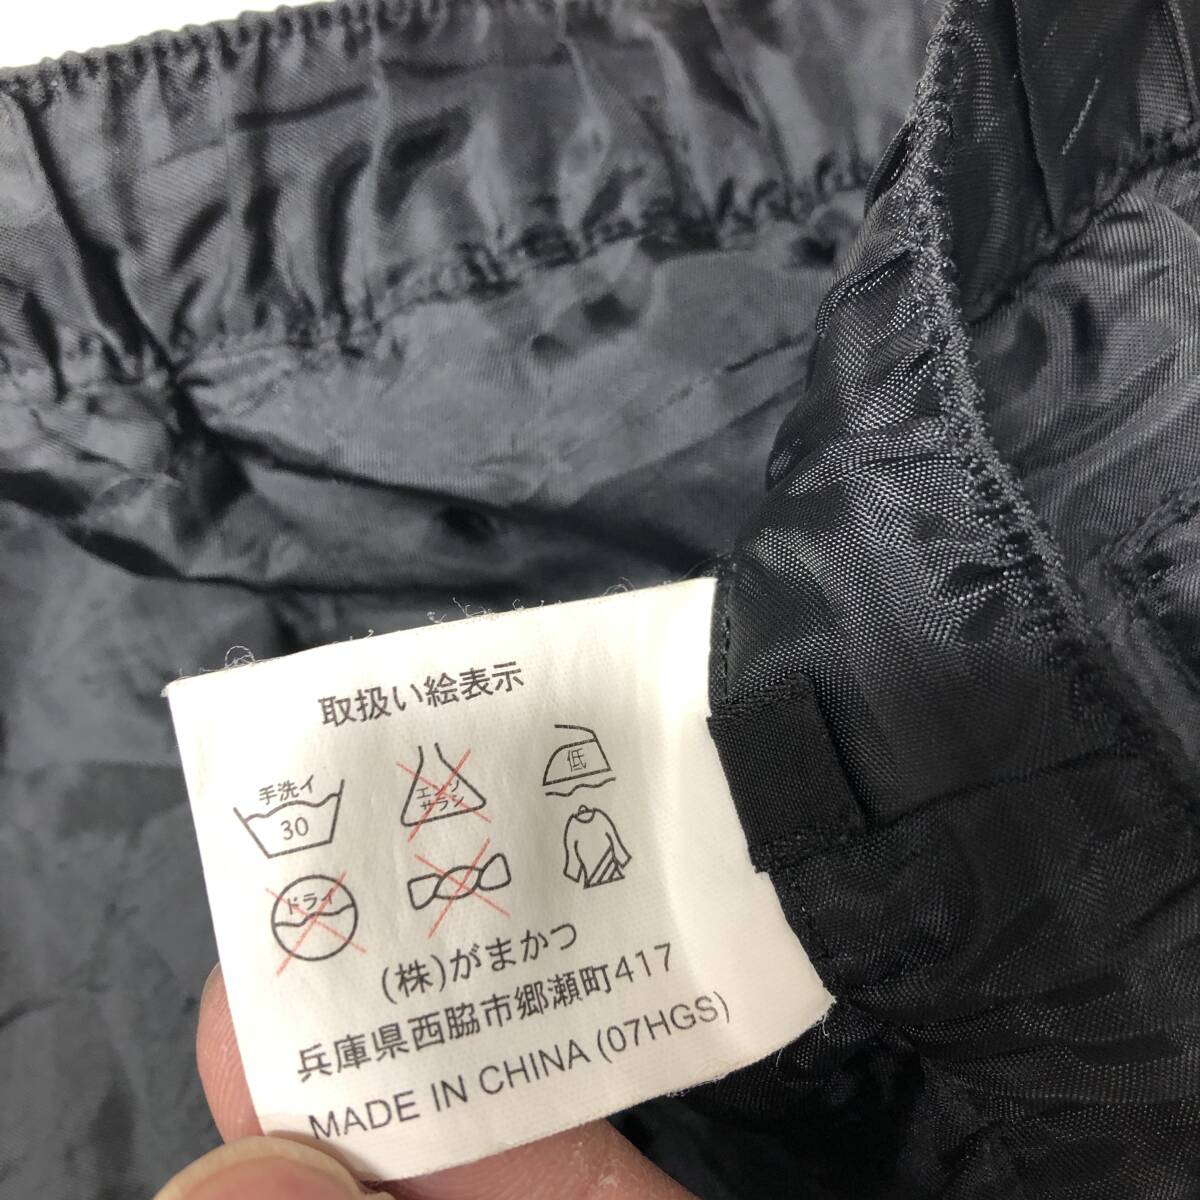 取扱い絵表示
手洗イ
30
エンソ
サラシ
低
ドライ
(株)がまかつ
兵庫県西脇市郷瀬町417
MADE IN CHINA (07HGS)